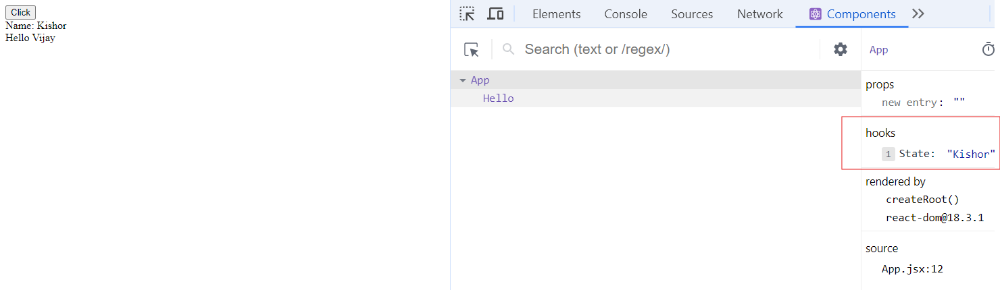 Click
Name: Kishor
Hello Vijay
Elements Console Sources Network Components
Search (text or /regex/)
App
Hello
App
props
new entry: ""
hooks
1 State: "Kishor"
rendered by
createRoot()
react-dom@18.3.1
source
App.jsx:12